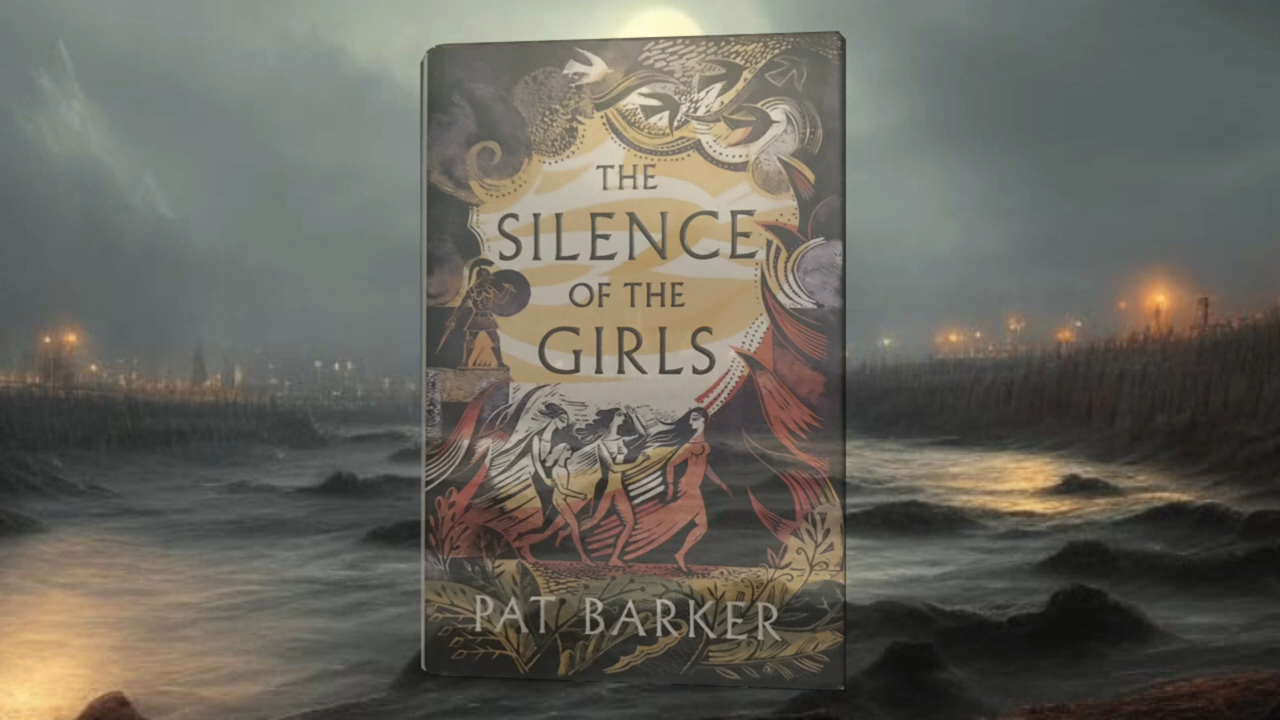 THE
SILENCE
OF THE
GIRLS
PAT BARKER